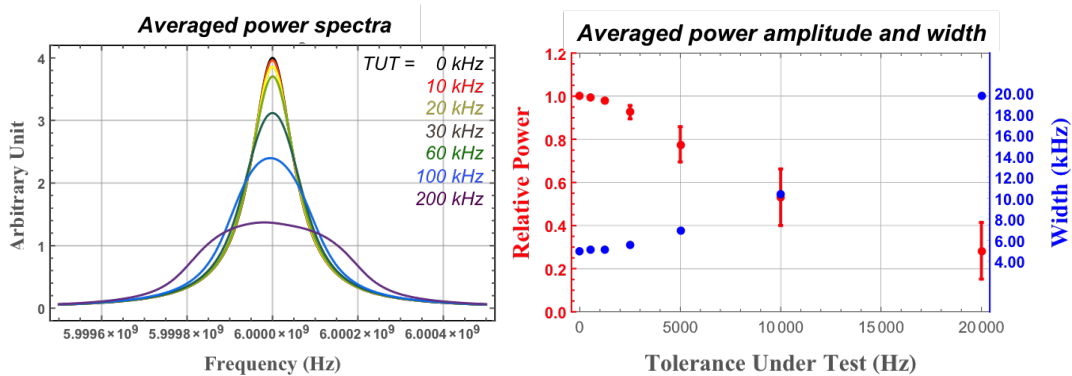 Averaged power spectra
TUT = 0 kHz
10 kHz
20 kHz
30 kHz
60 kHz
100 kHz
200 kHz
4
3
2
1
0
Arbitrary Unit
5.9996×10⁹ 5.9998×10⁹ 6.0000×10⁹ 6.0002×10⁹ 6.0004×10⁹
Frequency (Hz)
Averaged power amplitude and width
1.2
1.0
0.8
0.6
0.4
0.2
0.0
Relative Power
20.00
18.00
16.00
14.00
12.00
10.00
8.00
6.00
4.00
Width (kHz)
0 5000 10000 15000 20000
Tolerance Under Test (Hz)